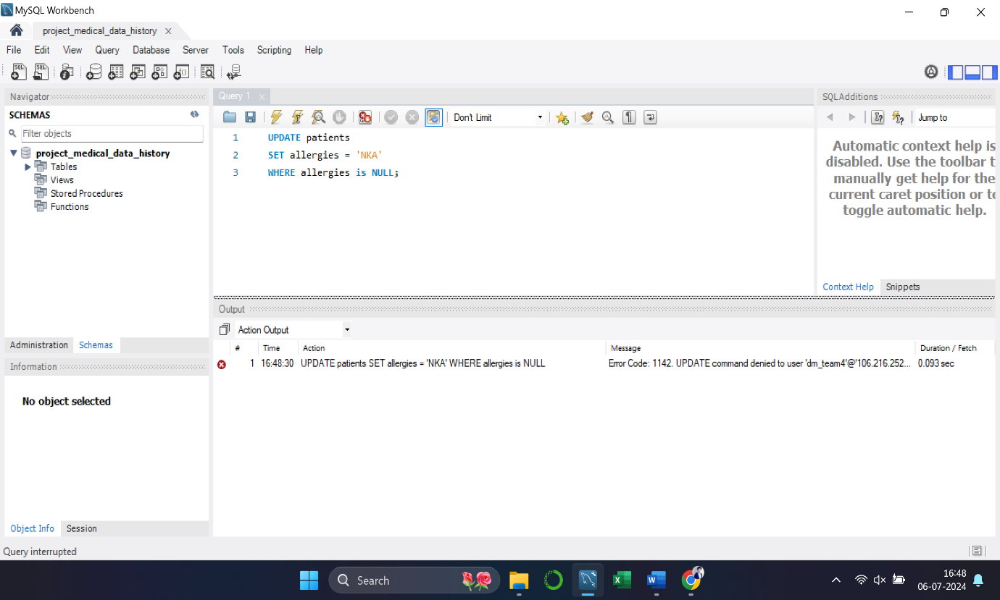 MySQL Workbench
project_medical_data_history
File Edit View Query Database Server Tools Scripting Help
Navigator
SCHEMAS
Filter objects
project_medical_data_history
Tables
Views
Stored Procedures
Functions
Administration Schemas
Information
No object selected
Object Info Session
Query 1
Don't Limit
1 UPDATE patients
2 SET allergies = 'NKA'
3 WHERE allergies is NULL;
SQLAdditions
Jump to
Automatic context help is
disabled. Use the toolbar t
manually get help for the
current caret position or to
toggle automatic help.
Context Help Snippets
Output
Action Output
# Time Action Message Duration / Fetch
1 16:48:30 UPDATE patients SET allergies = 'NKA' WHERE allergies is NULL Error Code: 1142. UPDATE command denied to user 'dm_team4'@'106.216.252... 0.093 sec
Query interrupted
Search
16:48
06-07-2024